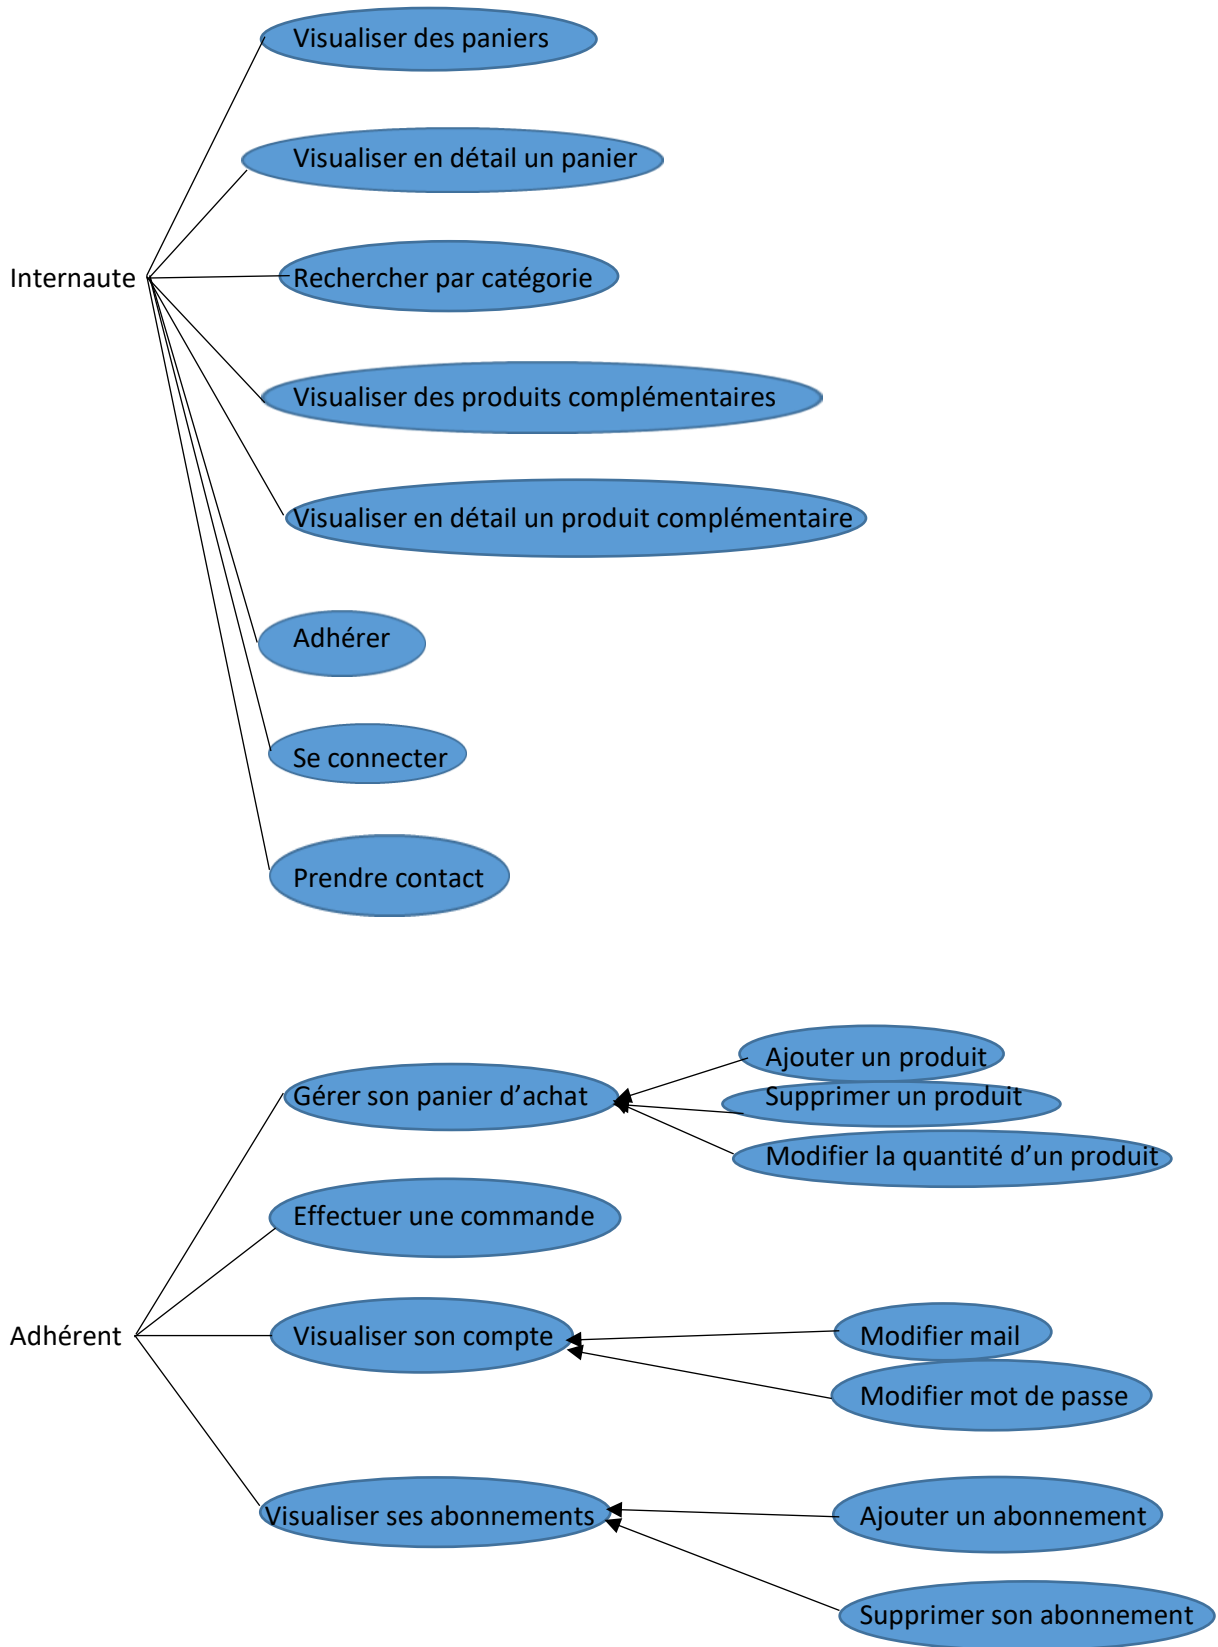 Visualiser des paniers
Visualiser en détail un panier
Internaute
Rechercher par catégorie
Visualiser des produits complémentaires
Visualiser en détail un produit complémentaire
Adhérer
Se connecter
Prendre contact
Ajouter un produit
Gérer son panier d’achat
Supprimer un produit
Modifier la quantité d’un produit
Effectuer une commande
Adhérent
Visualiser son compte
Modifier mail
Modifier mot de passe
Visualiser ses abonnements
Ajouter un abonnement
Supprimer son abonnement